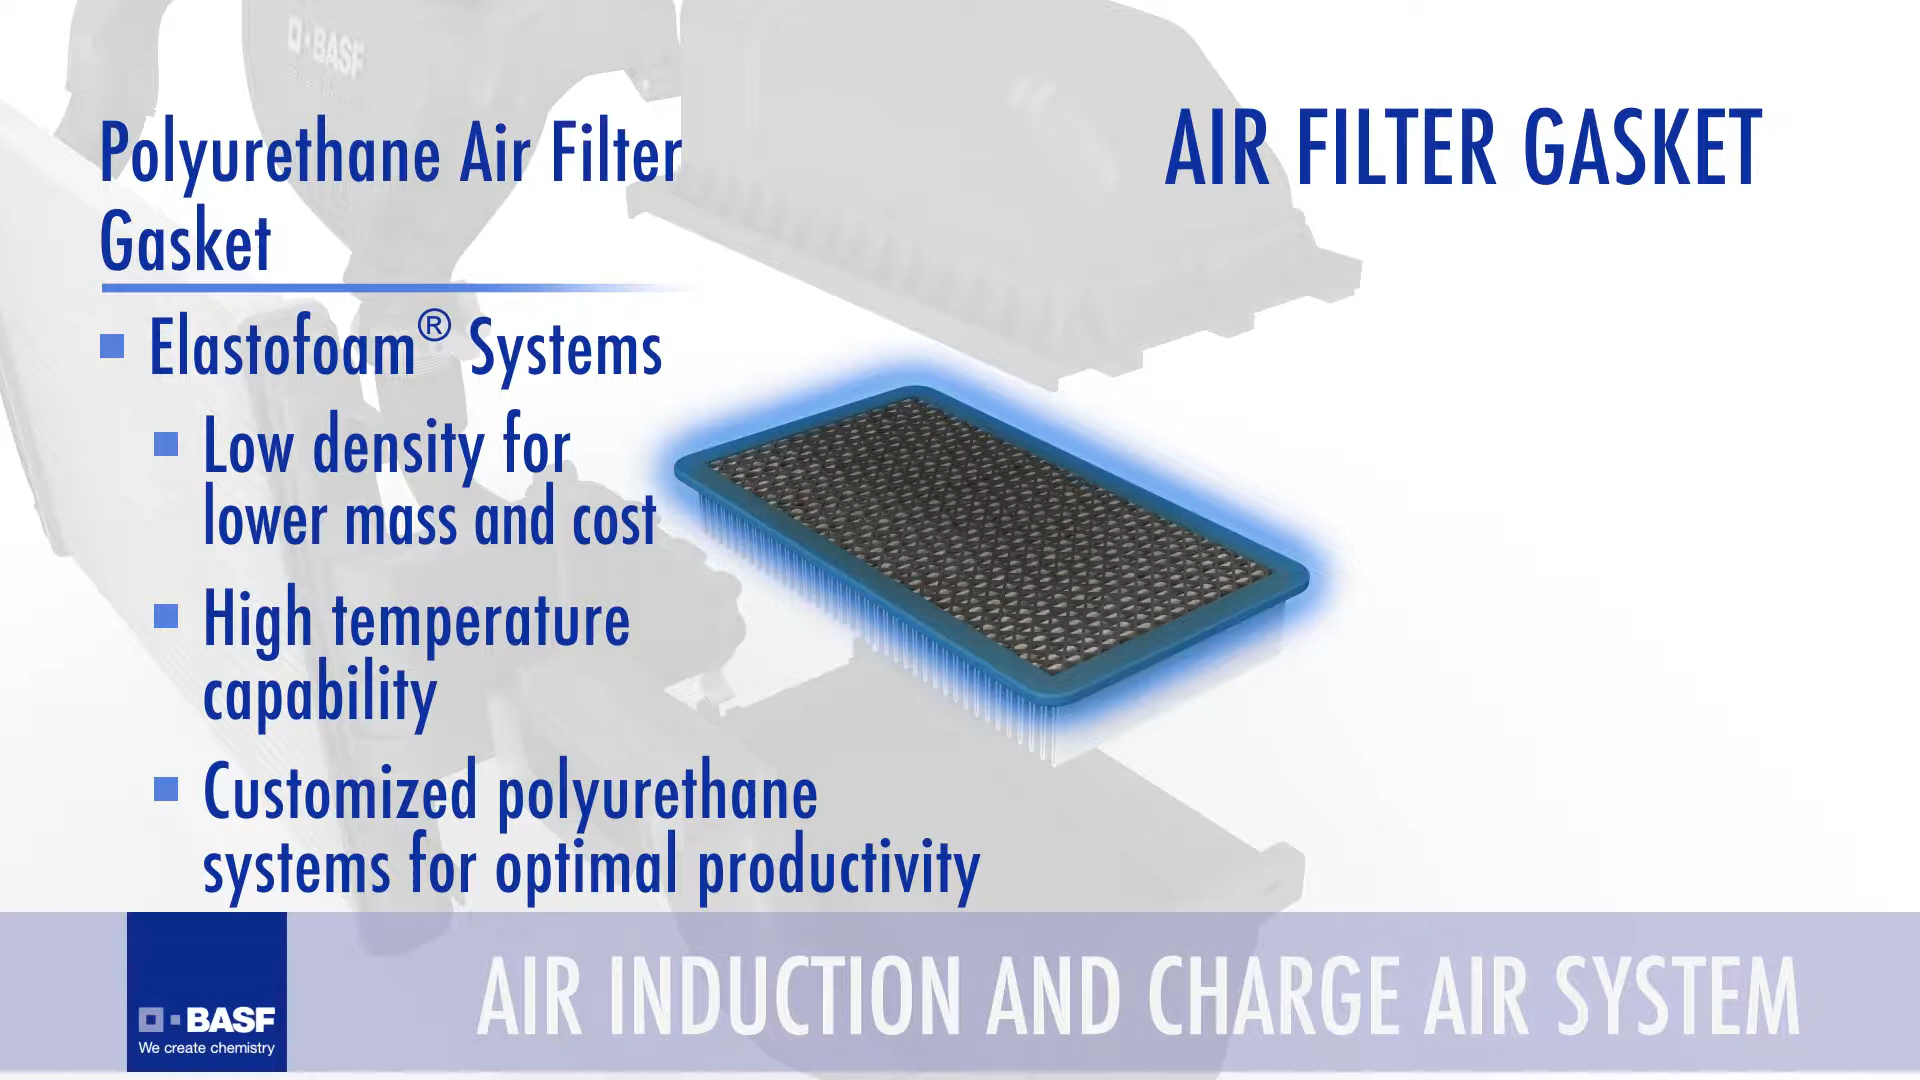 BASF
Polyurethane Air Filter
Gasket
AIR FILTER GASKET
Elastofoam® Systems
Low density for
lower mass and cost
High temperature
capability
Customized polyurethane
systems for optimal productivity
BASF
We create chemistry
AIR INDUCTION AND CHARGE AIR SYSTEM